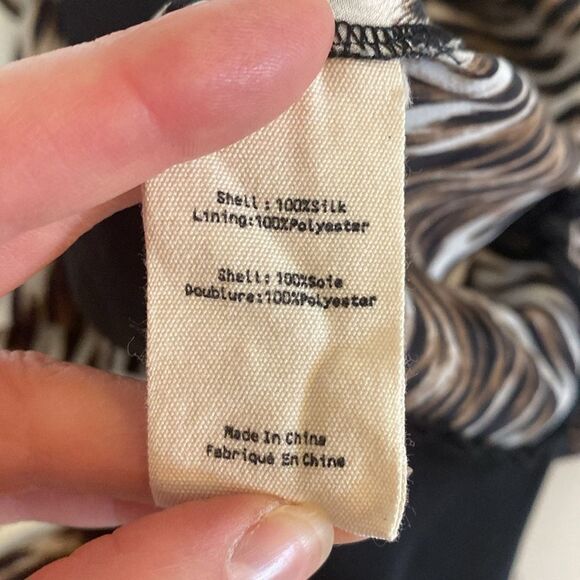 Shell: 100%Silk
Lining:100%Polyester
Shell: 100%Soie
Doublure:100%Polyester
Made In China
Fabriqué En Chine